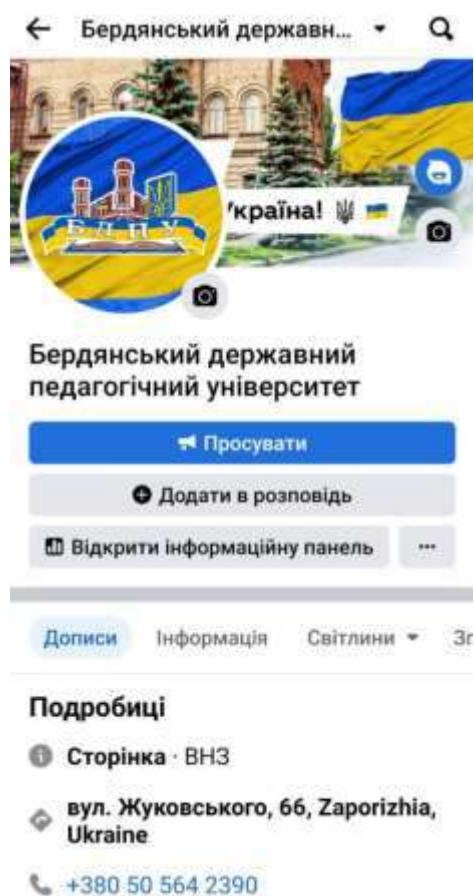 Бердянський державн...
Україна!
БДПУ
Бердянський державний
педагогічний університет
Просувати
Додати в розповідь
Відкрити інформаційну панель
Дописи Інформація Світлини Зг
Подробиці
Сторінка · ВНЗ
вул. Жуковського, 66, Zaporizhia,
Ukraine
+380 50 564 2390